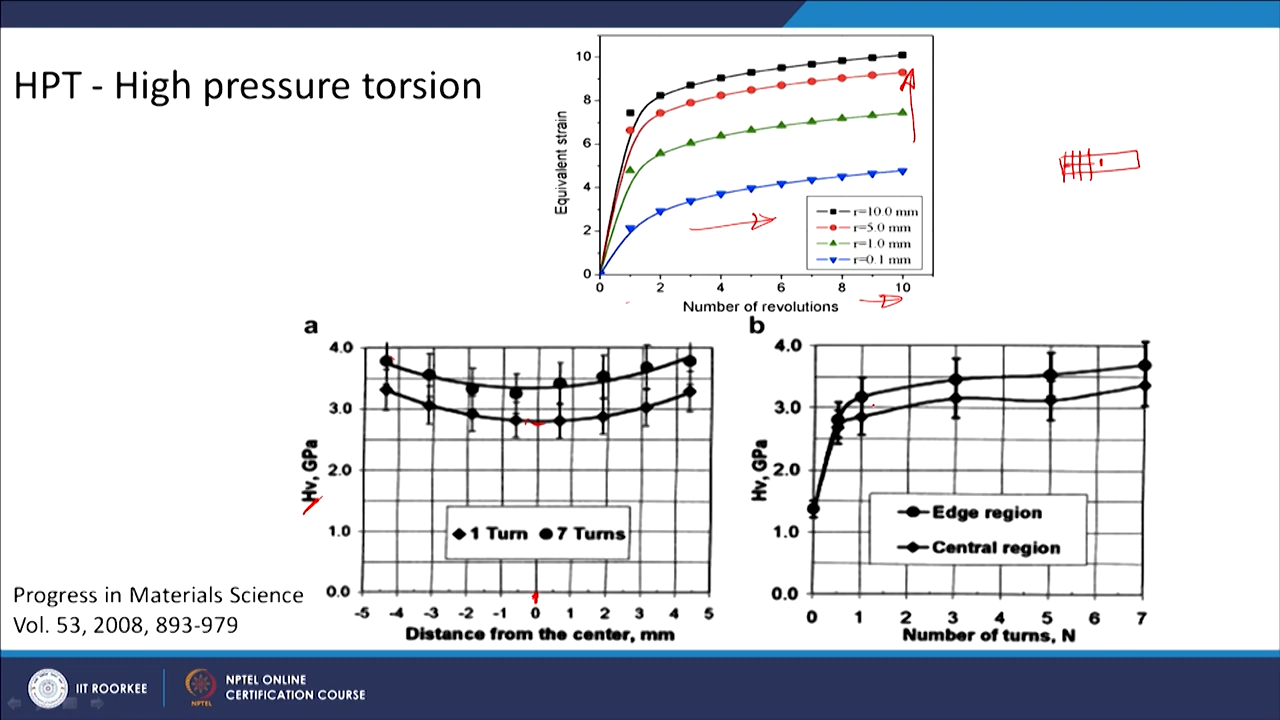 HPT - High pressure torsion
10
8
6
4
2
0
Equivalent strain
r=10.0 mm
r=5.0 mm
r=1.0 mm
r=0.1 mm
0 2 4 6 8 10
Number of revolutions
a
4.0
3.0
2.0
1.0
0.0
Hv, GPa
1 Turn 7 Turns
-5 -4 -3 -2 -1 0 1 2 3 4 5
Distance from the center, mm
b
4.0
3.0
2.0
1.0
0.0
Hv, GPa
Edge region
Central region
0 1 2 3 4 5 6 7
Number of turns, N
Progress in Materials Science
Vol. 53, 2008, 893-979
IIT ROORKEE
NPTEL
NPTEL ONLINE
CERTIFICATION COURSE